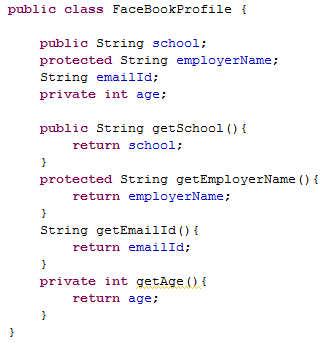 public class FaceBookProfile {
public String school;
protected String employerName;
String emailId;
private int age;
public String getSchool(){
return school;
}
protected String getEmployerName(){
return employerName;
}
String getEmailId(){
return emailId;
}
private int getAge(){
return age;
}
}